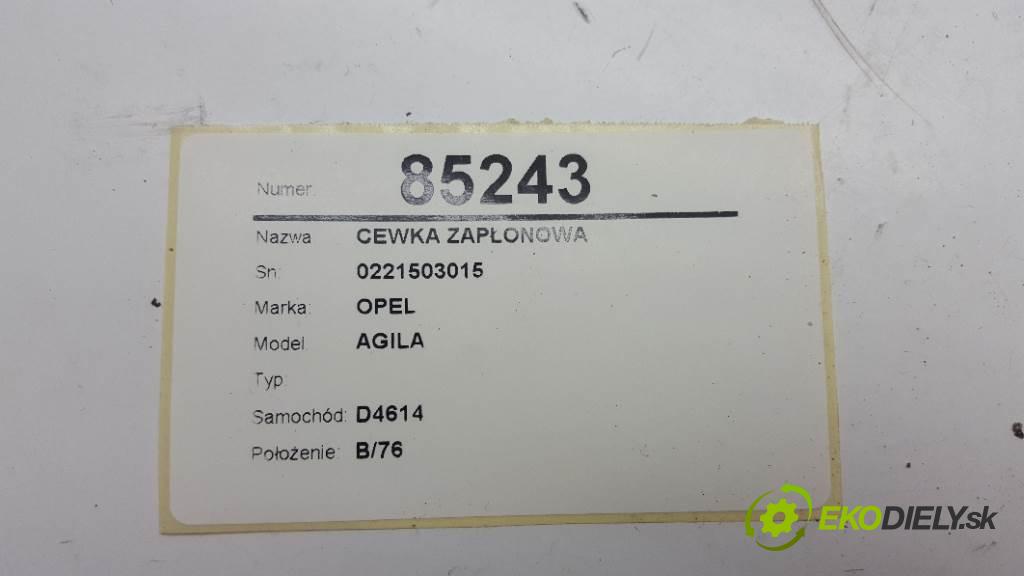 Numer: 85243
Nazwa CEWKA ZAPŁONOWA
Sn: 0221503015
Marka: OPEL
Model: AGILA
Typ:
Samochód: D4614
Położenie: B/76
EKODIELY.sk